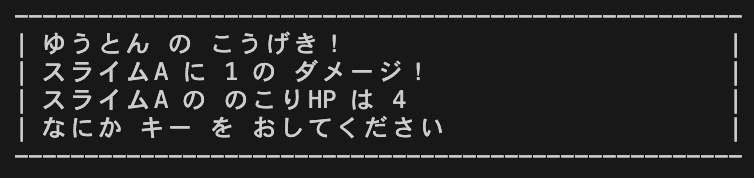 ゆうとん の こうげき！
スライムA に 1 の ダメージ！
スライムA の のこりHP は 4
なにか キー を おしてください